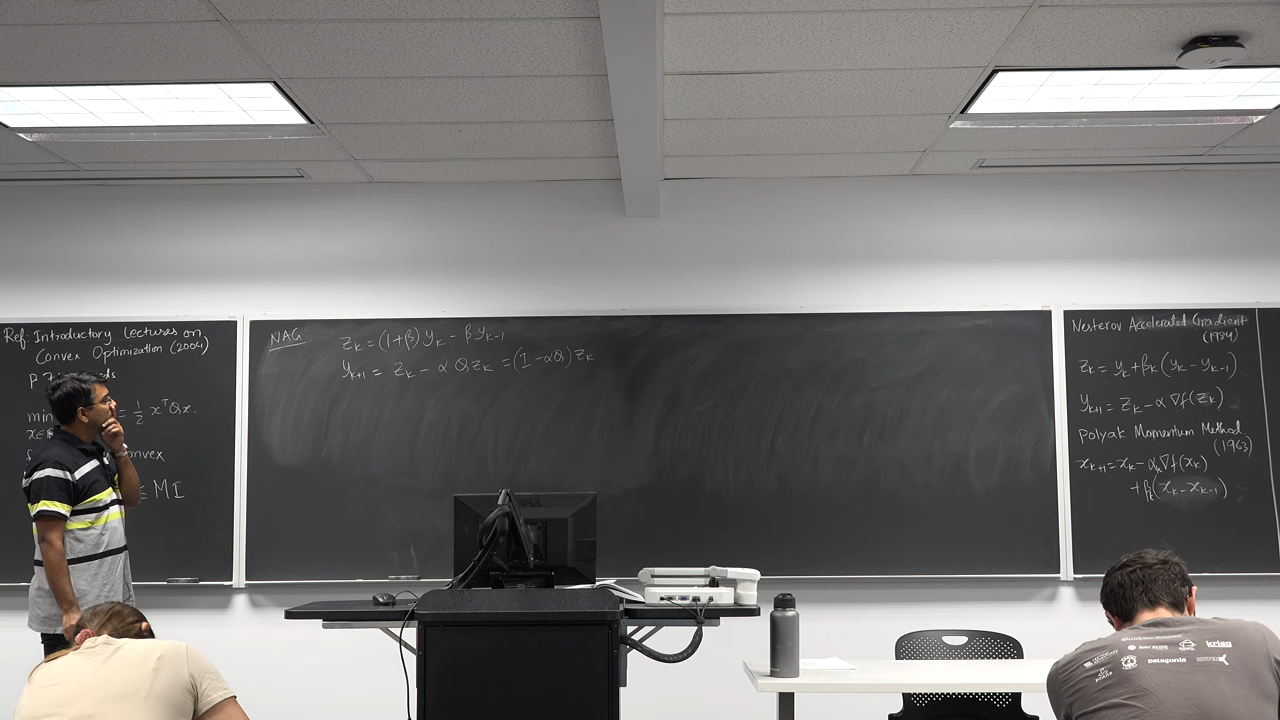 Ref: Introductory Lectures on
Convex Optimization (2004)
min = 1/2 xᵀQx.
onvex
≤ MI
NAG
z_k = (1+β) y_k − β y_{k-1}
y_{k+1} = z_k − α Q z_k = (I − αQ) z_k
Nesterov Accelerated Gradient
(1984)
z_k = y_k + β_k (y_k − y_{k-1})
y_{k+1} = z_k − α ∇f(z_k)
Polyak Momentum Method
(1963)
x_{k+1} = x_k − α_k ∇f(x_k)
+ β_k (x_k − x_{k-1})
DELL
patagonia